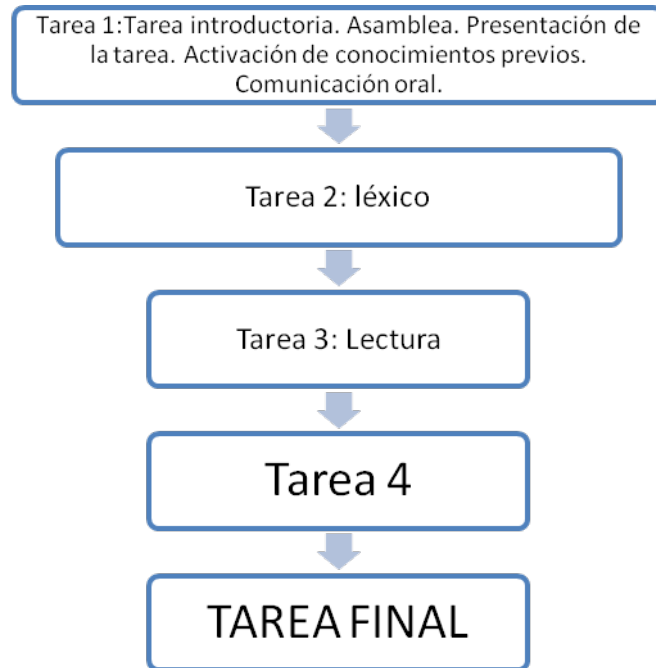 Tarea 1:Tarea introductoria. Asamblea. Presentación de
la tarea. Activación de conocimientos previos.
Comunicación oral.
Tarea 2: léxico
Tarea 3: Lectura
Tarea 4
TAREA FINAL